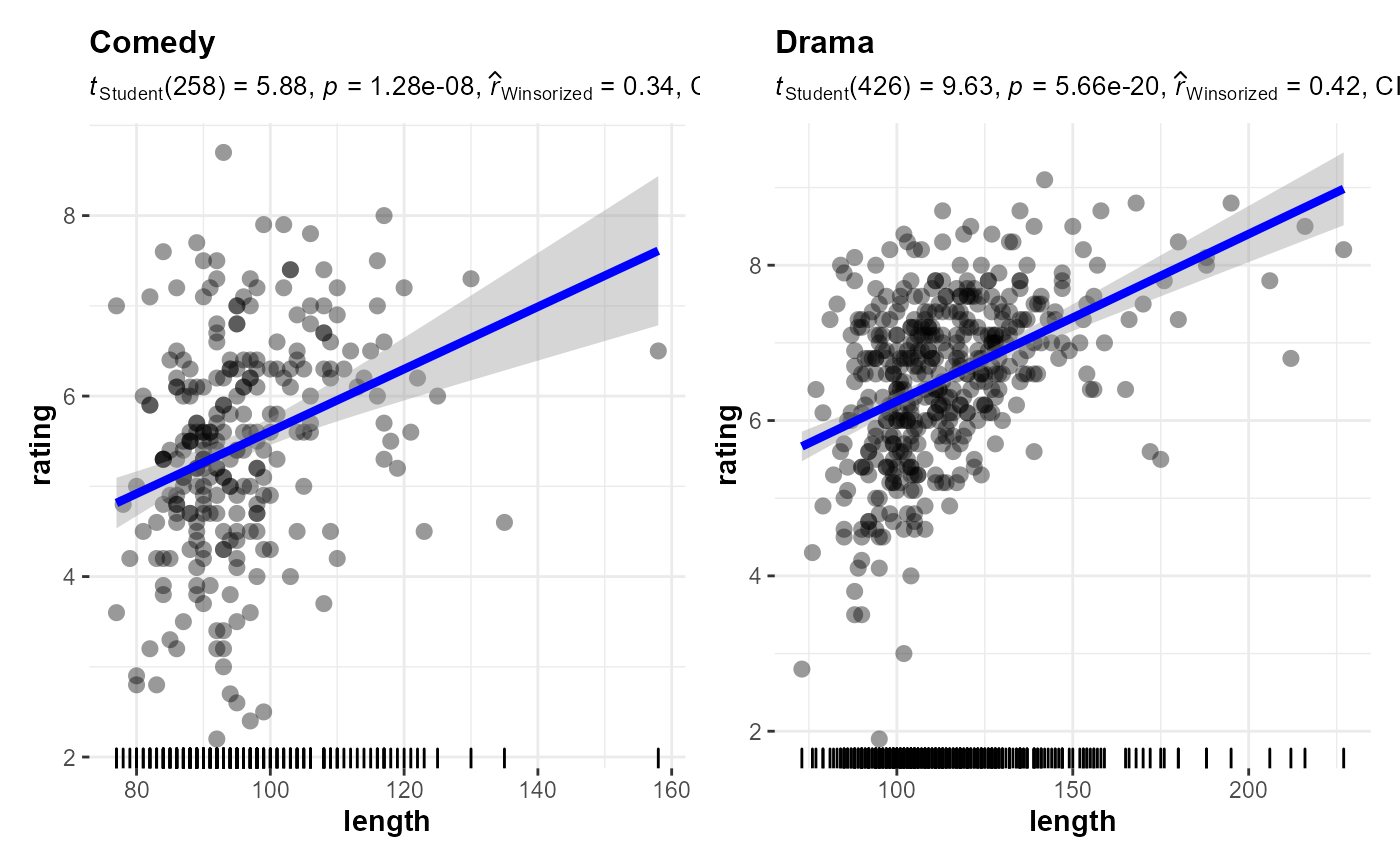 Comedy
t Student(258) = 5.88, p = 1.28e-08, r̂ Winsorized = 0.34,
8
6
4
2
rating
80 100 120 140 160
length
Drama
t Student(426) = 9.63, p = 5.66e-20, r̂ Winsorized = 0.42, CI
8
6
4
2
rating
100 150 200
length